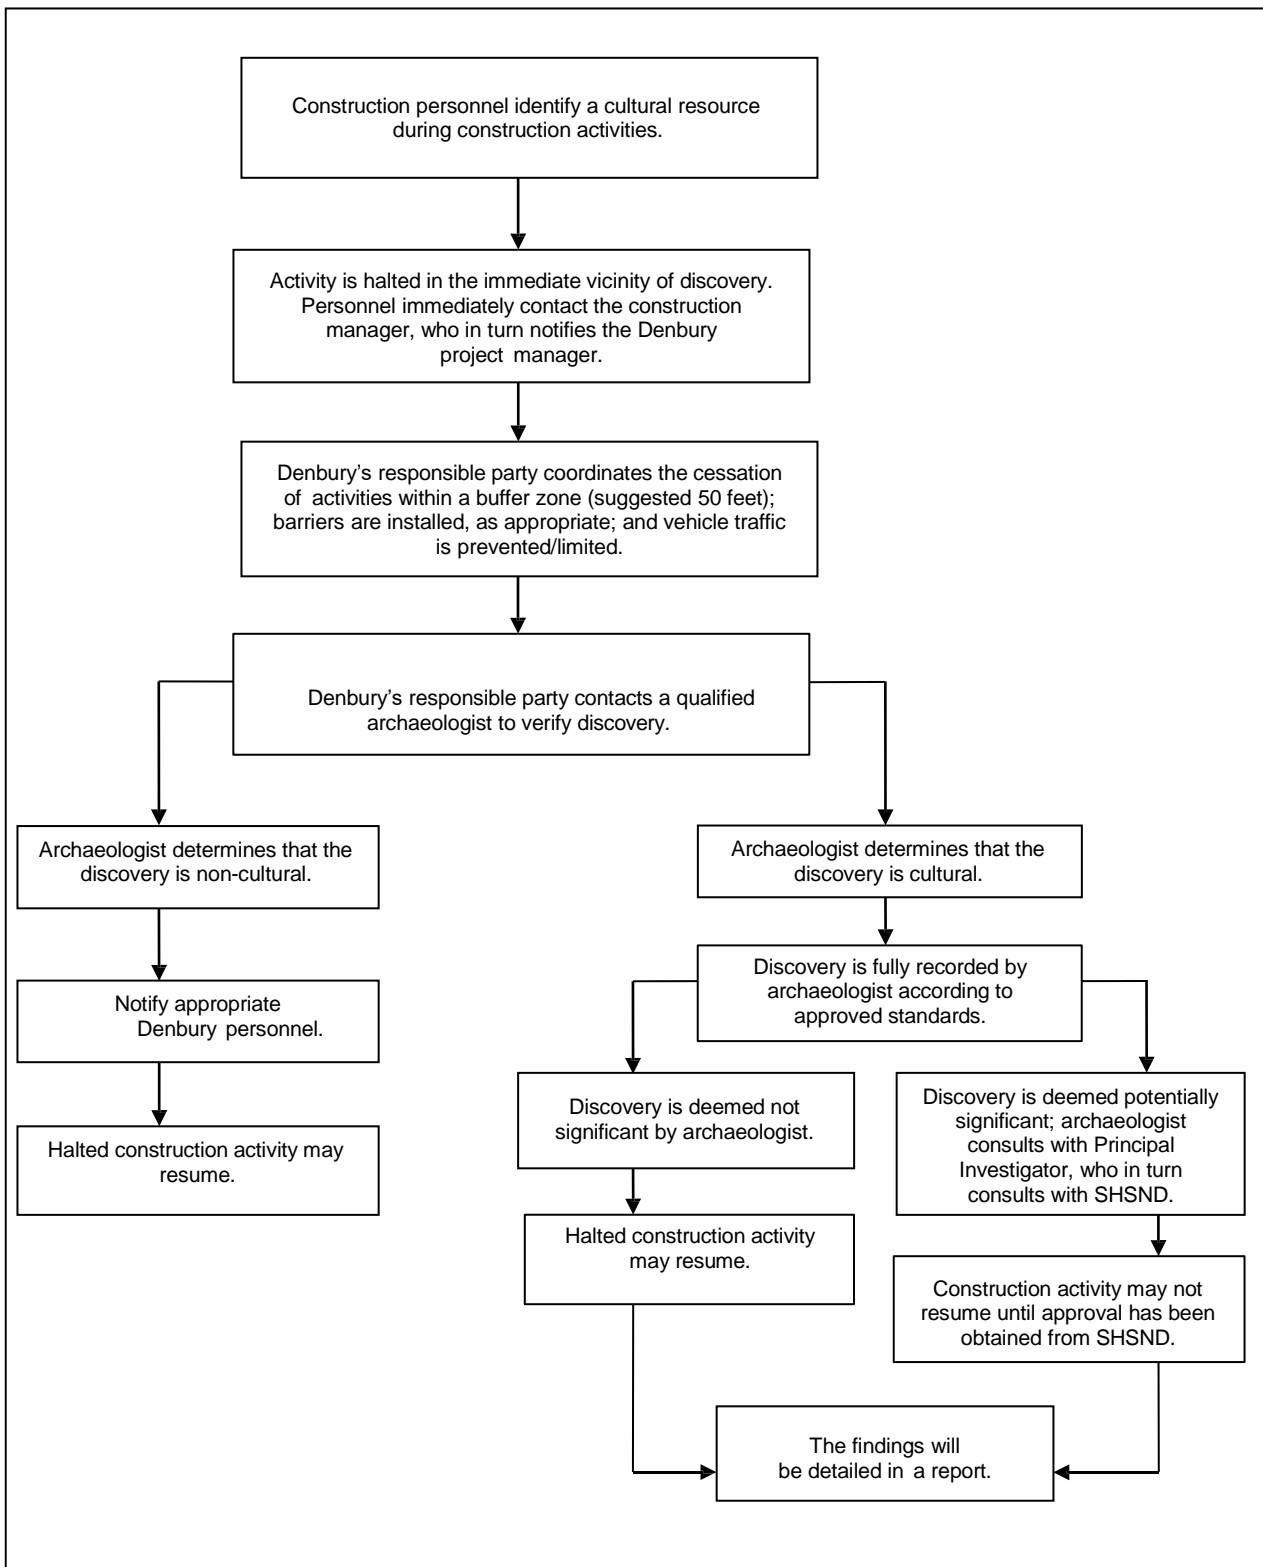 Construction personnel identify a cultural resource
during construction activities.
Activity is halted in the immediate vicinity of discovery.
Personnel immediately contact the construction
manager, who in turn notifies the Denbury
project manager.
Denbury’s responsible party coordinates the cessation
of activities within a buffer zone (suggested 50 feet);
barriers are installed, as appropriate; and vehicle traffic
is prevented/limited.
Denbury’s responsible party contacts a qualified
archaeologist to verify discovery.
Archaeologist determines that the
discovery is non-cultural.
Notify appropriate
Denbury personnel.
Halted construction activity may
resume.
Archaeologist determines that the
discovery is cultural.
Discovery is fully recorded by
archaeologist according to
approved standards.
Discovery is deemed not
significant by archaeologist.
Halted construction activity
may resume.
Discovery is deemed potentially
significant; archaeologist
consults with Principal
Investigator, who in turn
consults with SHSND.
Construction activity may not
resume until approval has been
obtained from SHSND.
The findings will
be detailed in a report.